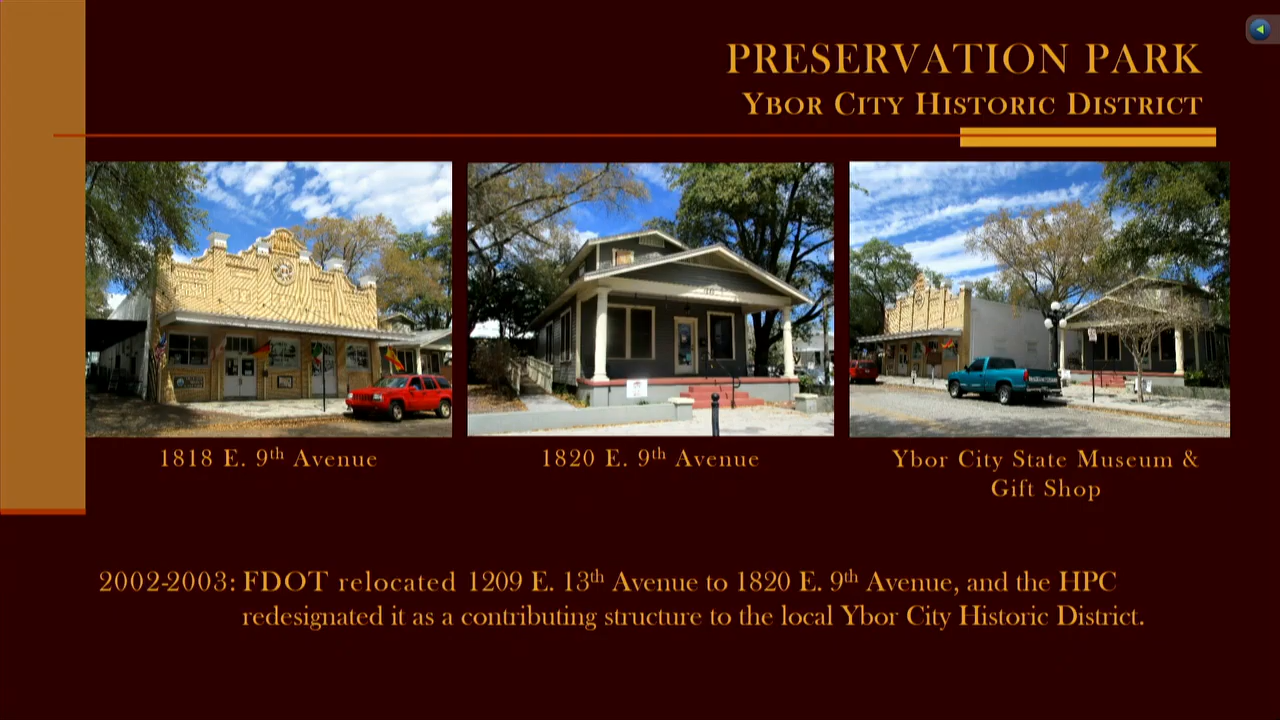 PRESERVATION PARK
YBOR CITY HISTORIC DISTRICT
1818 E. 9th Avenue
1820 E. 9th Avenue
Ybor City State Museum &
Gift Shop
2002-2003: FDOT relocated 1209 E. 13th Avenue to 1820 E. 9th Avenue, and the HPC
redesignated it as a contributing structure to the local Ybor City Historic District.